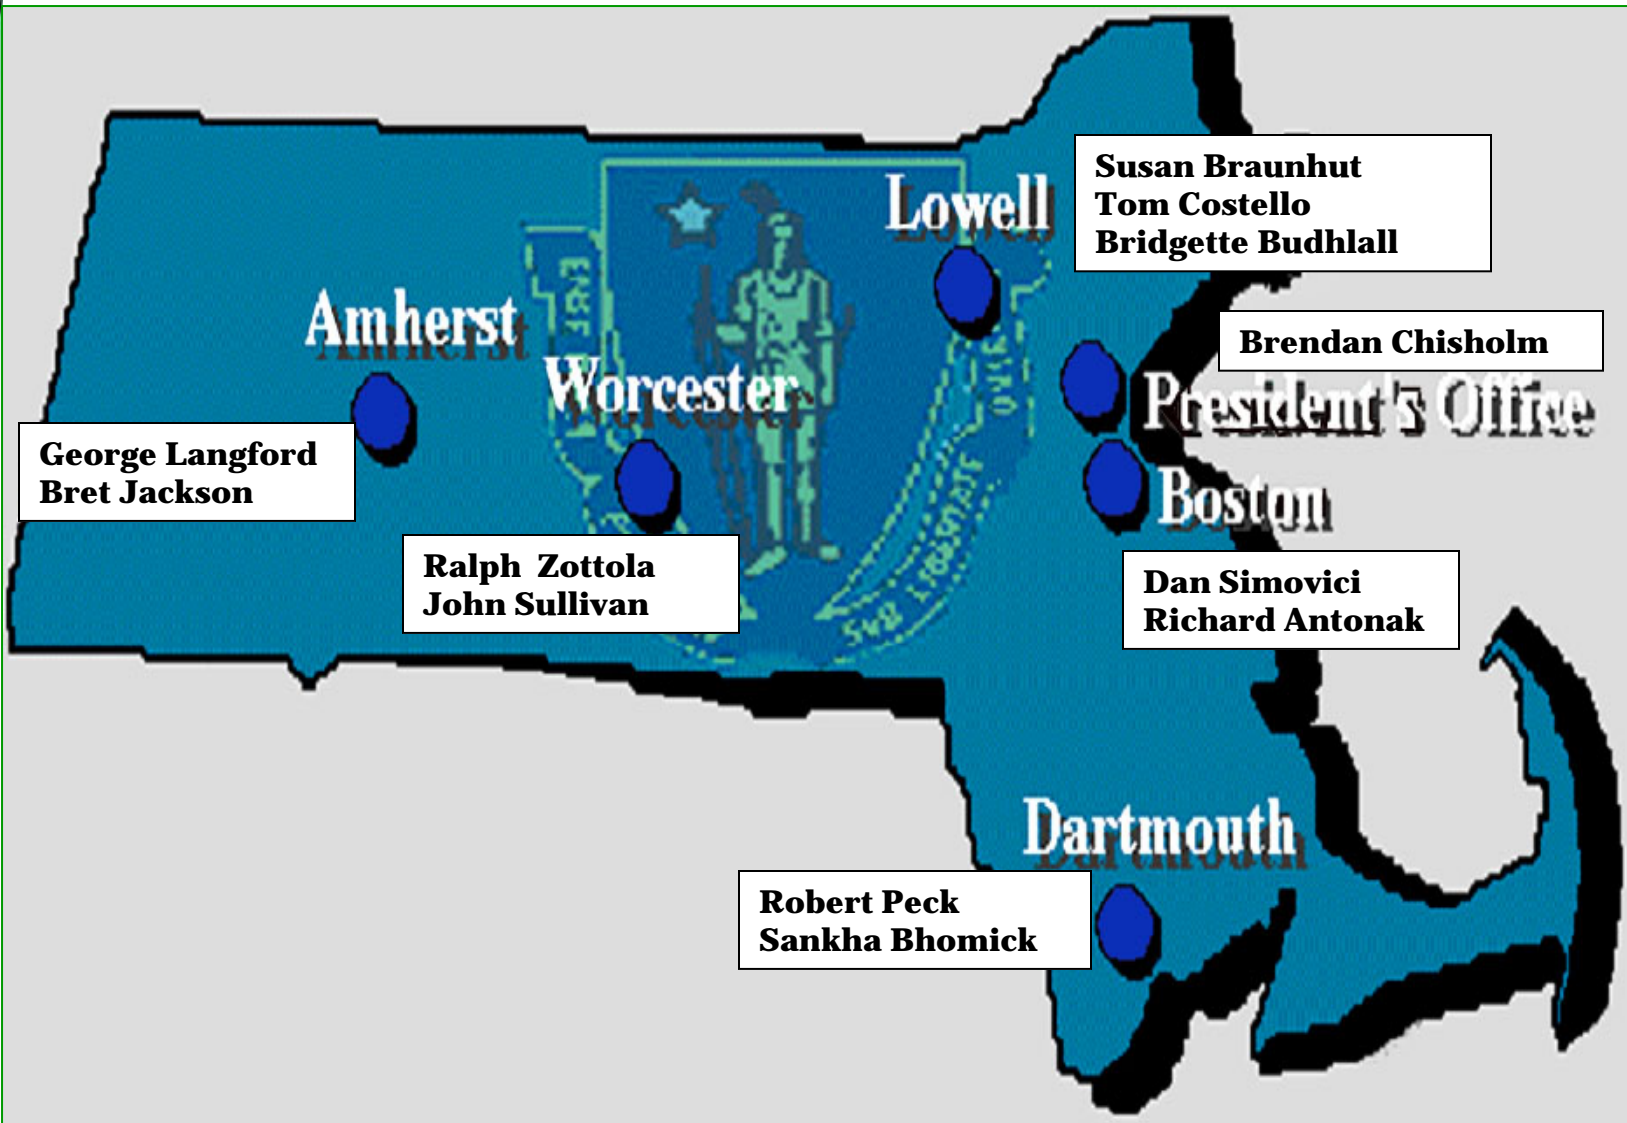 Lowell
Susan Braunhut
Tom Costello
Bridgette Budhlall
Amherst
Brendan Chisholm
Worcester
President's Office
George Langford
Bret Jackson
Boston
Ralph  Zottola
John Sullivan
Dan Simovici
Richard Antonak
Dartmouth
Robert Peck
Sankha Bhomick